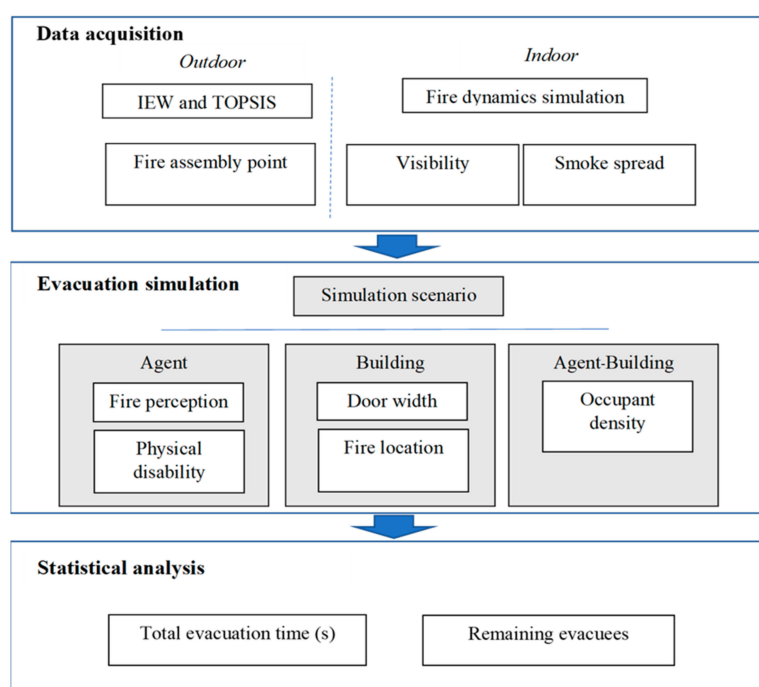 Data acquisition
Outdoor
Indoor
IEW and TOPSIS
Fire dynamics simulation
Fire assembly point
Visibility
Smoke spread
Evacuation simulation
Simulation scenario
Agent
Building
Agent-Building
Fire perception
Door width
Occupant
density
Physical
disability
Fire location
Statistical analysis
Total evacuation time (s)
Remaining evacuees